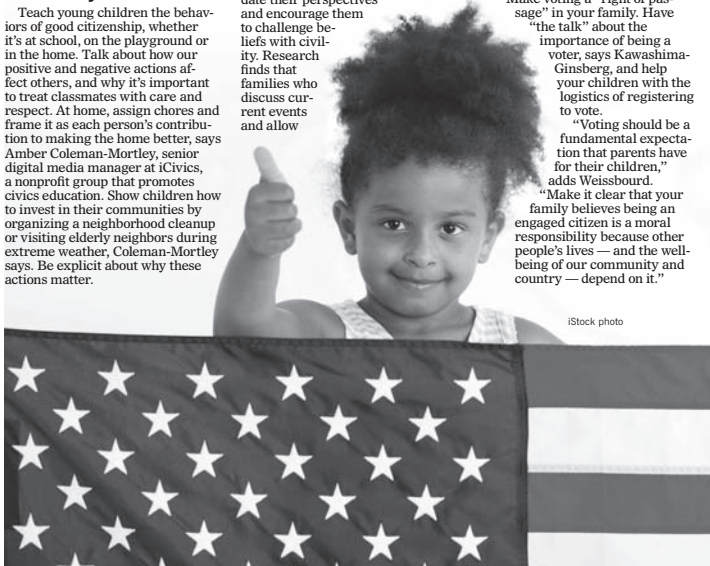 Teach young children the behav-
iors of good citizenship, whether
it's at school, on the playground or
in the home. Talk about how our
positive and negative actions af-
fect others, and why it's important
to treat classmates with care and
respect. At home, assign chores and
frame it as each person's contribu-
tion to making the home better, says
Amber Coleman-Mortley, senior
digital media manager at iCivics,
a nonprofit group that promotes
civics education. Show children how
to invest in their communities by
organizing a neighborhood cleanup
or visiting elderly neighbors during
extreme weather, Coleman-Mortley
says. Be explicit about why these
actions matter.
date their perspectives
and encourage them
to challenge be-
liefs with civil-
ity. Research
finds that
families who
discuss cur-
rent events
and allow
Make voting a “right of pas-
sage” in your family. Have
“the talk” about the
importance of being a
voter, says Kawashima-
Ginsberg, and help
your children with the
logistics of registering
to vote.
“Voting should be a
fundamental expecta-
tion that parents have
for their children,”
adds Weissbourd.
“Make it clear that your
family believes being an
engaged citizen is a moral
responsibility because other
people's lives — and the well-
being of our community and
country — depend on it.”
iStock photo